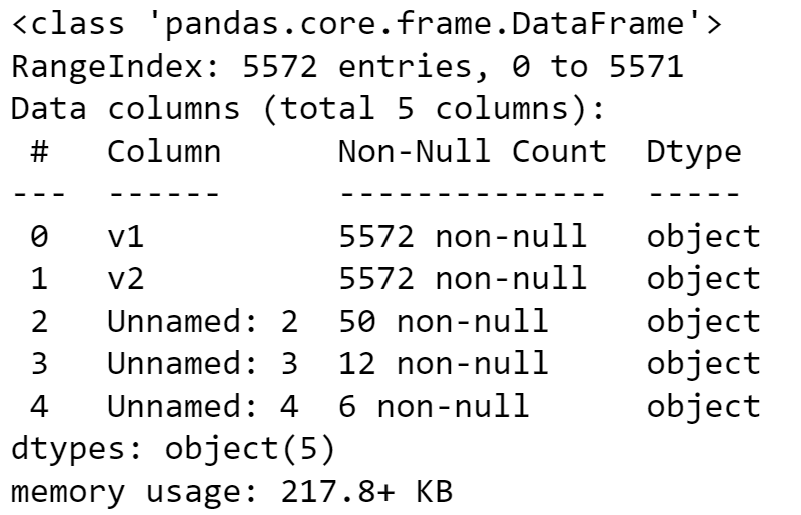 <class 'pandas.core.frame.DataFrame'>
RangeIndex: 5572 entries, 0 to 5571
Data columns (total 5 columns):
 #   Column      Non-Null Count  Dtype
---  ------      --------------  -----
 0   v1          5572 non-null   object
 1   v2          5572 non-null   object
 2   Unnamed: 2  50 non-null     object
 3   Unnamed: 3  12 non-null     object
 4   Unnamed: 4  6 non-null      object
dtypes: object(5)
memory usage: 217.8+ KB